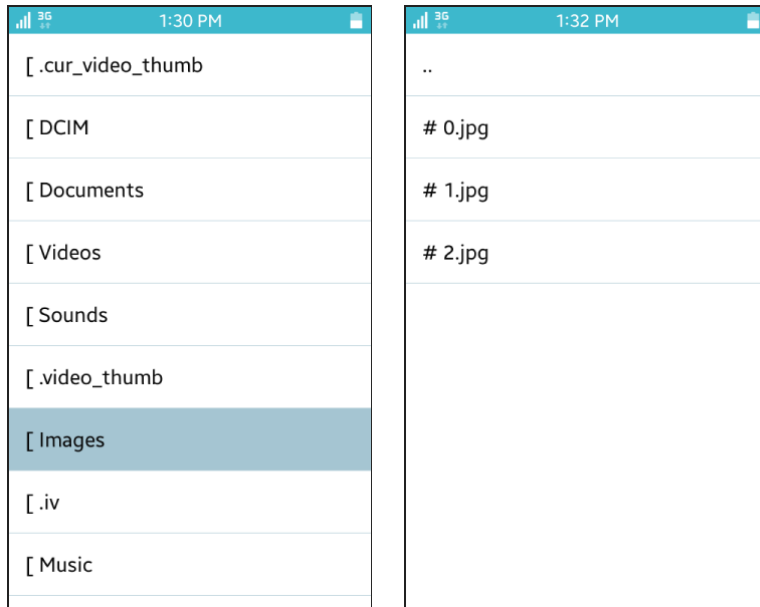 3G 1:30 PM
[ .cur_video_thumb
[ DCIM
[ Documents
[ Videos
[ Sounds
[ .video_thumb
[ Images
[ .iv
[ Music
3G 1:32 PM
..
# 0.jpg
# 1.jpg
# 2.jpg